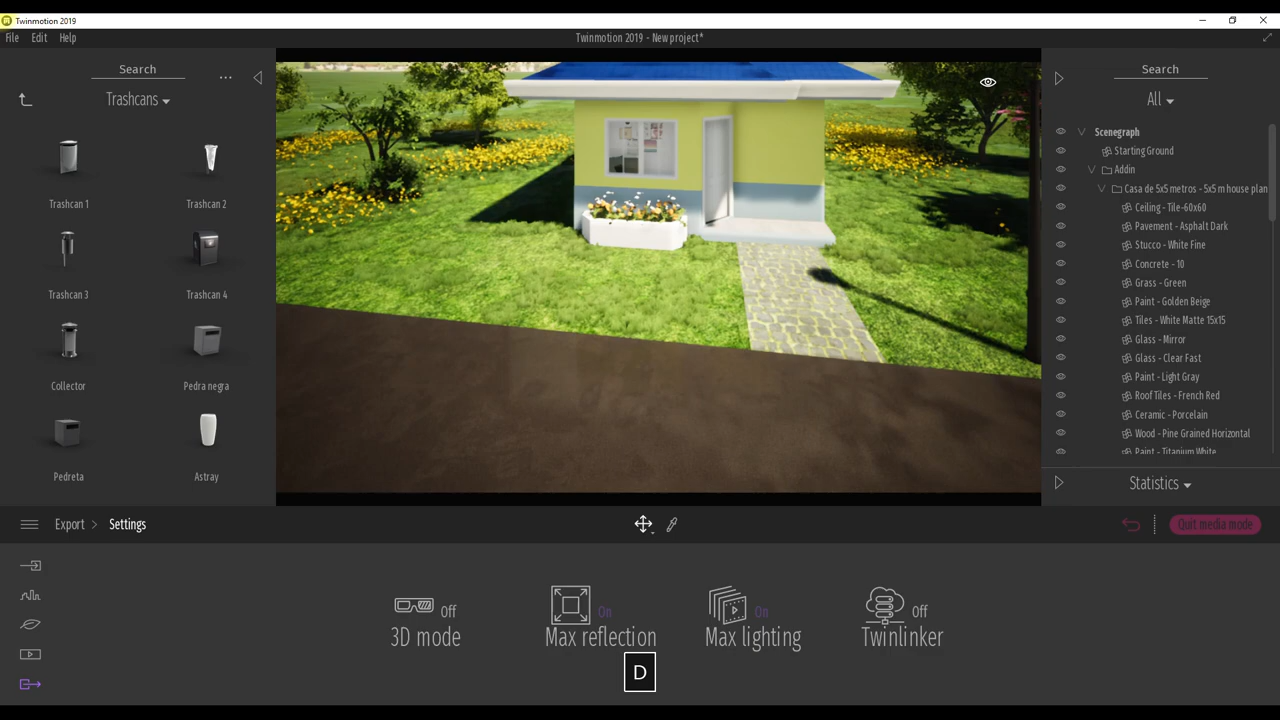 Twinmotion 2019
File Edit Help
Twinmotion 2019 - New project*
Search
...
Trashcans
Trashcan 1
Trashcan 2
Trashcan 3
Trashcan 4
Collector
Pedra negra
Pedreta
Astray
Search
All
Scenegraph
Starting Ground
Addin
Casa de 5x5 metros - 5x5 m house plan
Ceiling - Tile-60x60
Pavement - Asphalt Dark
Stucco - White Fine
Concrete - 10
Grass - Green
Paint - Golden Beige
Tiles - White Matte 15x15
Glass - Mirror
Glass - Clear Fast
Paint - Light Gray
Roof Tiles - French Red
Ceramic - Porcelain
Wood - Pine Grained Horizontal
Paint - Titanium White
Statistics
Export > Settings
Quit media mode
Off
3D mode
On
Max reflection
On
Max lighting
Off
Twinlinker
D